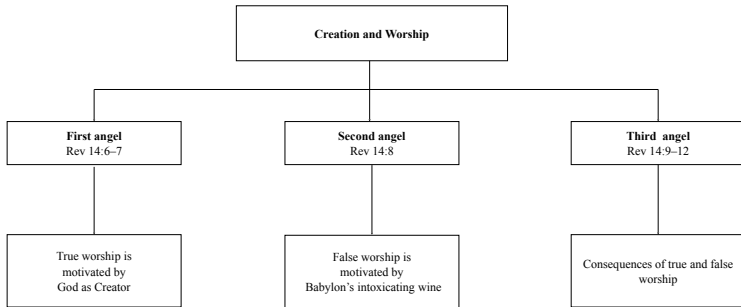 Creation and Worship
First angel
Rev 14:6–7
Second angel
Rev 14:8
Third angel
Rev 14:9–12
True worship is
motivated by
God as Creator
False worship is
motivated by
Babylon’s intoxicating wine
Consequences of true and false
worship